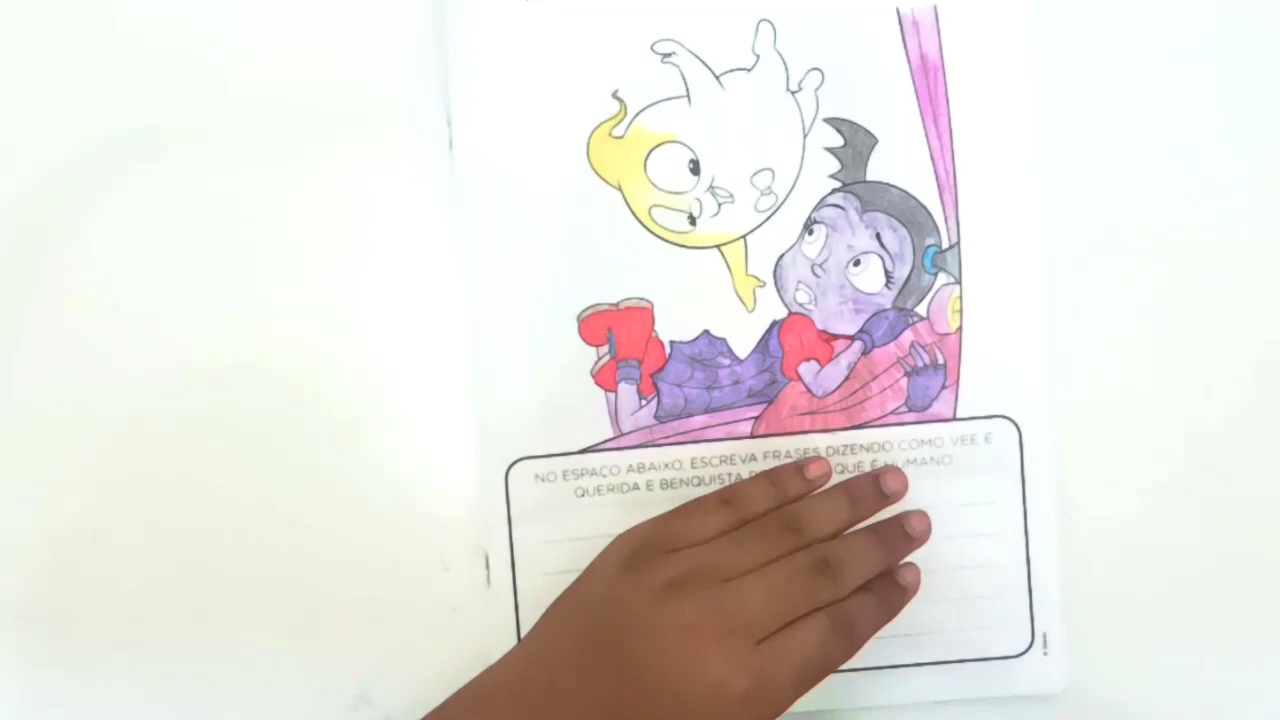 NO ESPAÇO ABAIXO, ESCREVA FRASES DIZENDO COMO VEE É
QUERIDA E BENQUISTA QUE É HUMANO